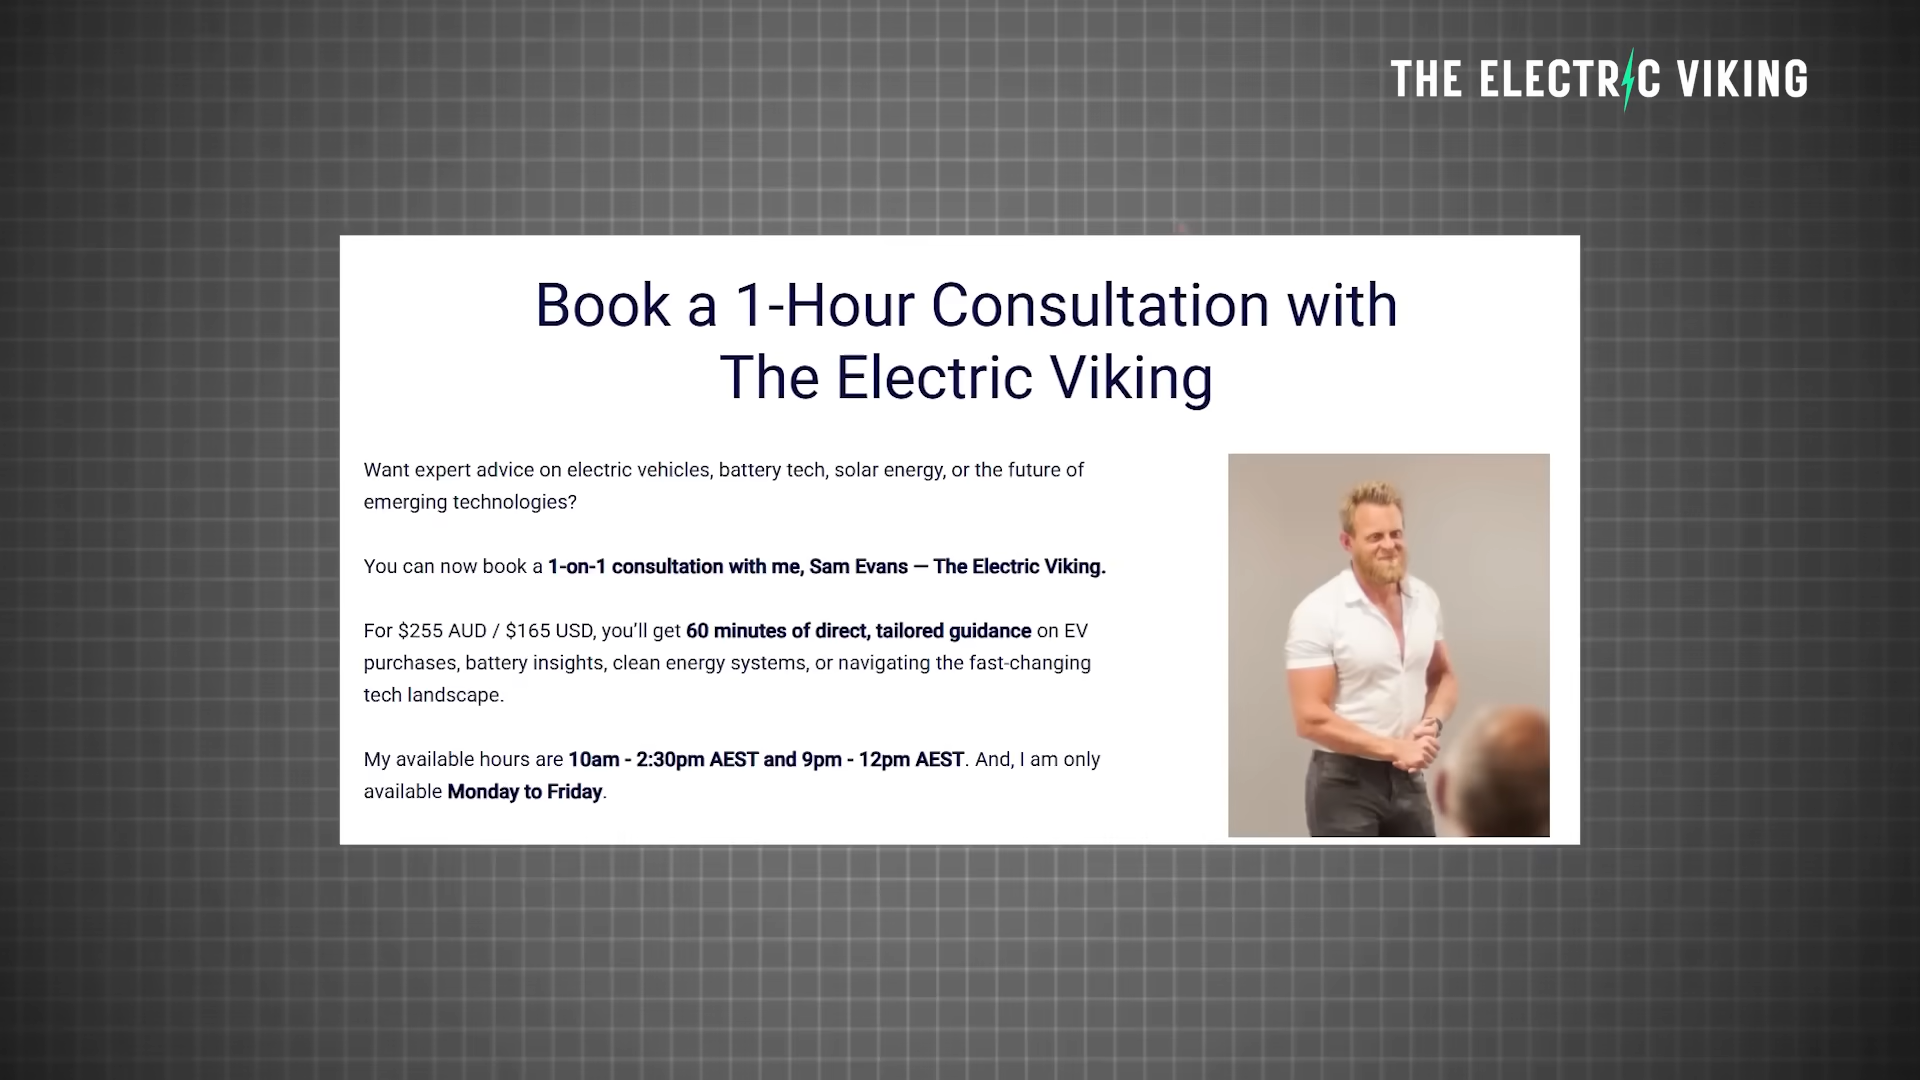 THE ELECTRIC VIKING
Book a 1-Hour Consultation with
The Electric Viking
Want expert advice on electric vehicles, battery tech, solar energy, or the future of
emerging technologies?
You can now book a 1-on-1 consultation with me, Sam Evans — The Electric Viking.
For $255 AUD / $165 USD, you’ll get 60 minutes of direct, tailored guidance on EV
purchases, battery insights, clean energy systems, or navigating the fast-changing
tech landscape.
My available hours are 10am - 2:30pm AEST and 9pm - 12pm AEST. And, I am only
available Monday to Friday.